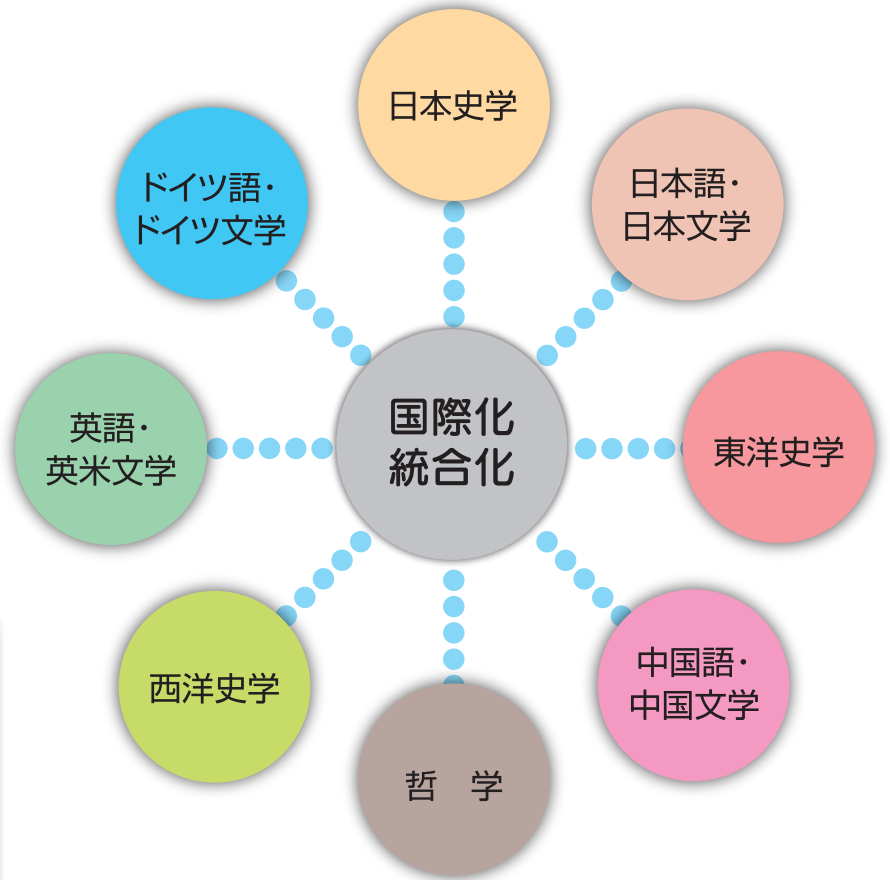 日本史学
日本語・
日本文学
東洋史学
中国語・
中国文学
哲　学
西洋史学
英語・
英米文学
ドイツ語・
ドイツ文学
国際化
統合化